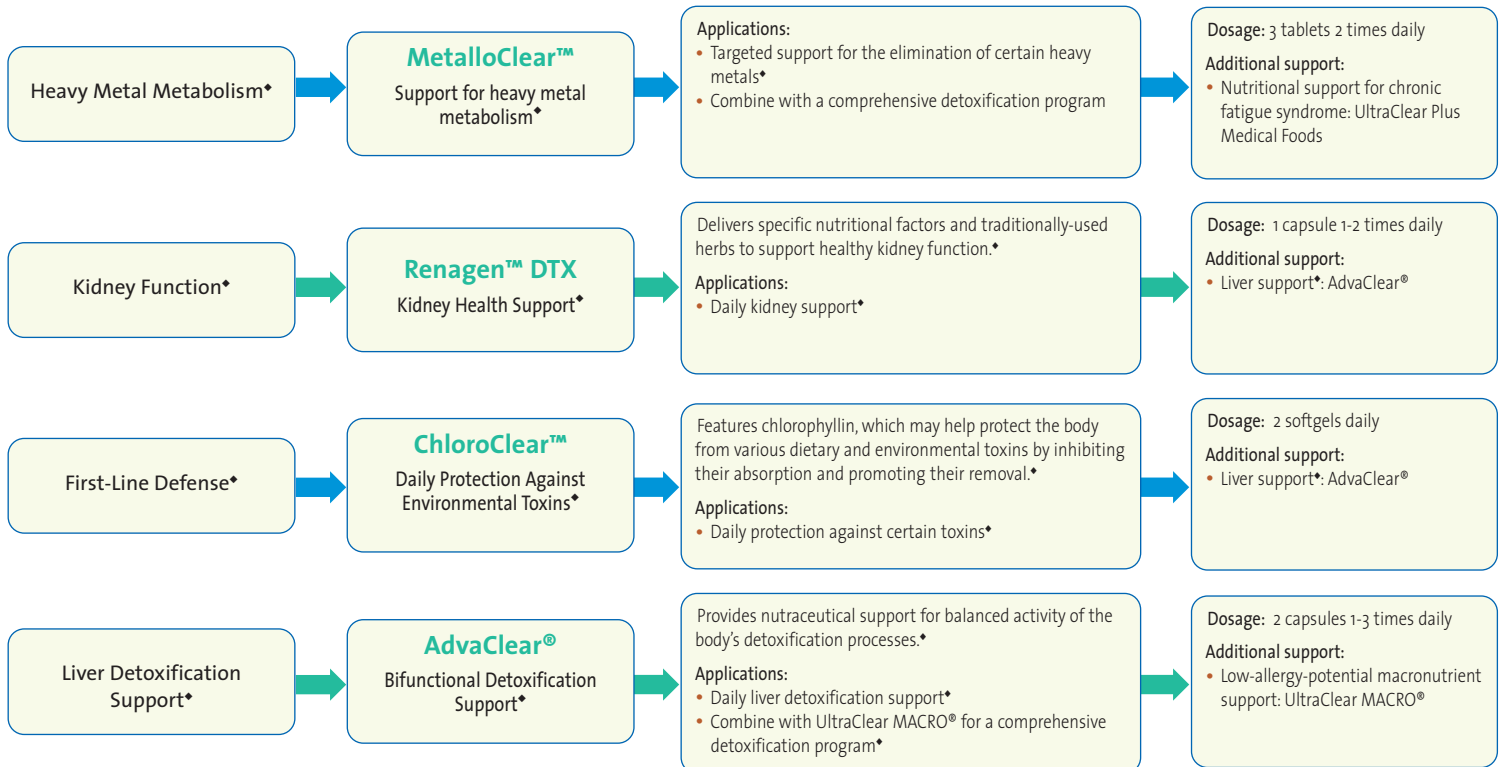 Heavy Metal Metabolism◆
MetalloClear™
Support for heavy metal
metabolism◆
Applications:
• Targeted support for the elimination of certain heavy
metals◆
• Combine with a comprehensive detoxification program
Dosage: 3 tablets 2 times daily
Additional support:
• Nutritional support for chronic
fatigue syndrome: UltraClear Plus
Medical Foods
Kidney Function◆
Renagen™ DTX
Kidney Health Support◆
Delivers specific nutritional factors and traditionally-used
herbs to support healthy kidney function.◆
Applications:
• Daily kidney support◆
Dosage: 1 capsule 1-2 times daily
Additional support:
• Liver support◆: AdvaClear®
First-Line Defense◆
ChloroClear™
Daily Protection Against
Environmental Toxins◆
Features chlorophyllin, which may help protect the body
from various dietary and environmental toxins by inhibiting
their absorption and promoting their removal.◆
Applications:
• Daily protection against certain toxins◆
Dosage: 2 softgels daily
Additional support:
• Liver support◆: AdvaClear®
Liver Detoxification
Support◆
AdvaClear®
Bifunctional Detoxification
Support◆
Provides nutraceutical support for balanced activity of the
body's detoxification processes.◆
Applications:
• Daily liver detoxification support◆
• Combine with UltraClear MACRO® for a comprehensive
detoxification program◆
Dosage: 2 capsules 1-3 times daily
Additional support:
• Low-allergy-potential macronutrient
support: UltraClear MACRO®